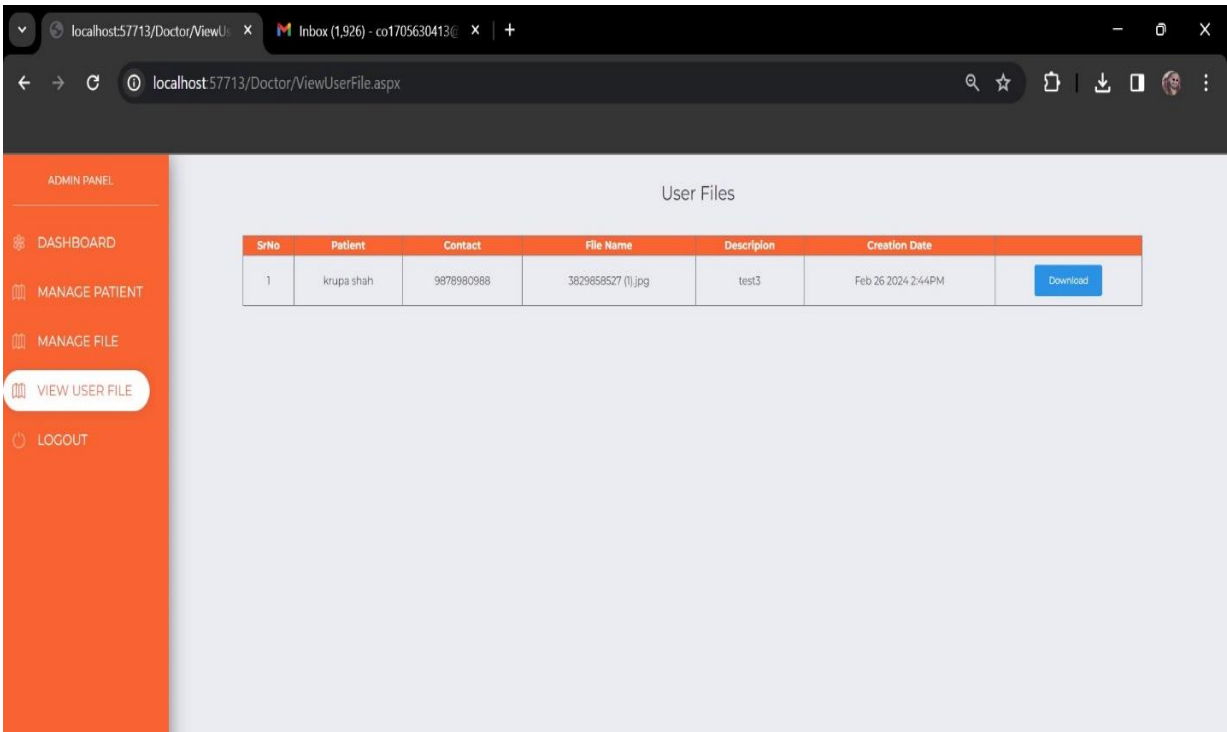 localhost:57713/Doctor/ViewUs
Inbox (1,926) - co1705630413@
localhost:57713/Doctor/ViewUserFile.aspx
ADMIN PANEL
DASHBOARD
MANAGE PATIENT
MANAGE FILE
VIEW USER FILE
LOGOUT
User Files
SrNo Patient Contact File Name Descripion Creation Date
1 krupa shah 9878980988 3829858527 (1).jpg test3 Feb 26 2024 2:44PM Download